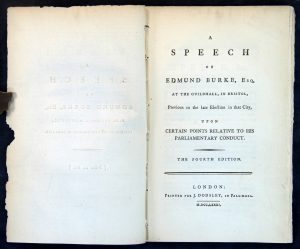 A
SPEECH
OF
EDMUND BURKE, Esq.
AT THE GUILDHALL, IN BRISTOL,
Previous to the late Election in that City,
UPON
CERTAIN POINTS RELATIVE TO HIS
PARLIAMENTARY CONDUCT.
THE FOURTH EDITION.
LONDON:
Printed for J. DODSLEY, in PALL-MALL.
M.DCC.LXXXI.